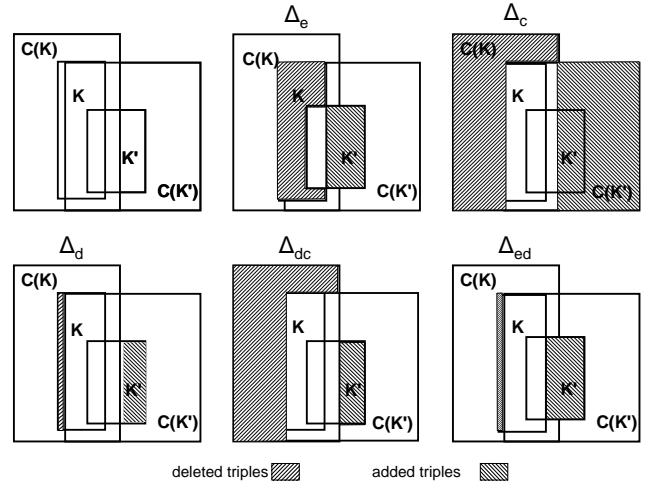 Δe
Δc
C(K)
K
K'
C(K')
C(K)
K
K'
C(K')
C(K)
K
K'
C(K')
Δd
Δdc
Δed
C(K)
K
K'
C(K')
C(K)
K
K'
C(K')
C(K)
K
K'
C(K')
deleted triples
added triples